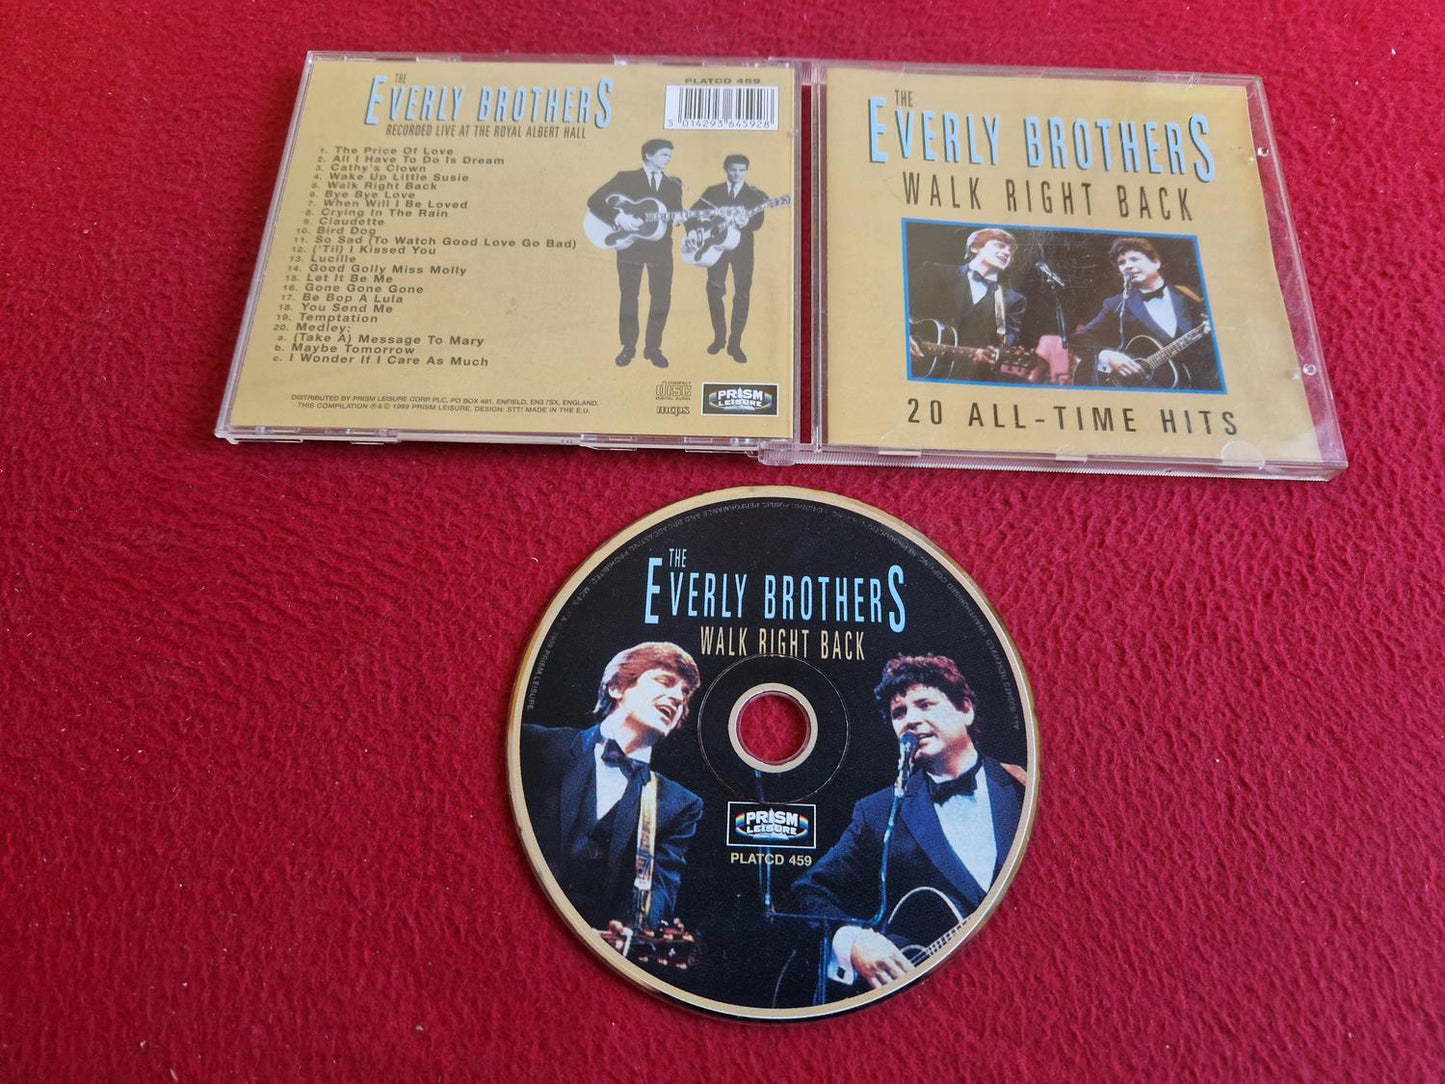 THE
EVERLY BROTHERS
RECORDED LIVE AT THE ROYAL ALBERT HALL
PLATCD 459
5 014293 645928
1. The Price Of Love
2. All I Have To Do Is Dream
3. Cathy's Clown
4. Wake Up Little Susie
5. Walk Right Back
6. Bye Bye Love
7. When Will I Be Loved
8. Crying In The Rain
9. Claudette
10. Bird Dog
11. So Sad (To Watch Good Love Go Bad)
12. ('Til) I Kissed You
13. Lucille
14. Good Golly Miss Molly
15. Let It Be Me
16. Gone Gone Gone
17. Be Bop A Lula
18. You Send Me
19. Temptation
20. Medley:
a. (Take A) Message To Mary
b. Maybe Tomorrow
c. I Wonder If I Care As Much
DISTRIBUTED BY PRISM LEISURE CORP. PLC, PO BOX 481, ENFIELD, EN3 7SX, ENGLAND.
THIS COMPILATION ℗ & © 1999 PRISM LEISURE. DESIGN: STT! MADE IN THE E.U.
COMPACT
disc
DIGITAL AUDIO
mcps
PRISM
LEISURE
THE
EVERLY BROTHERS
WALK RIGHT BACK
20 ALL-TIME HITS
THE
EVERLY BROTHERS
WALK RIGHT BACK
PRISM
LEISURE
PLATCD 459